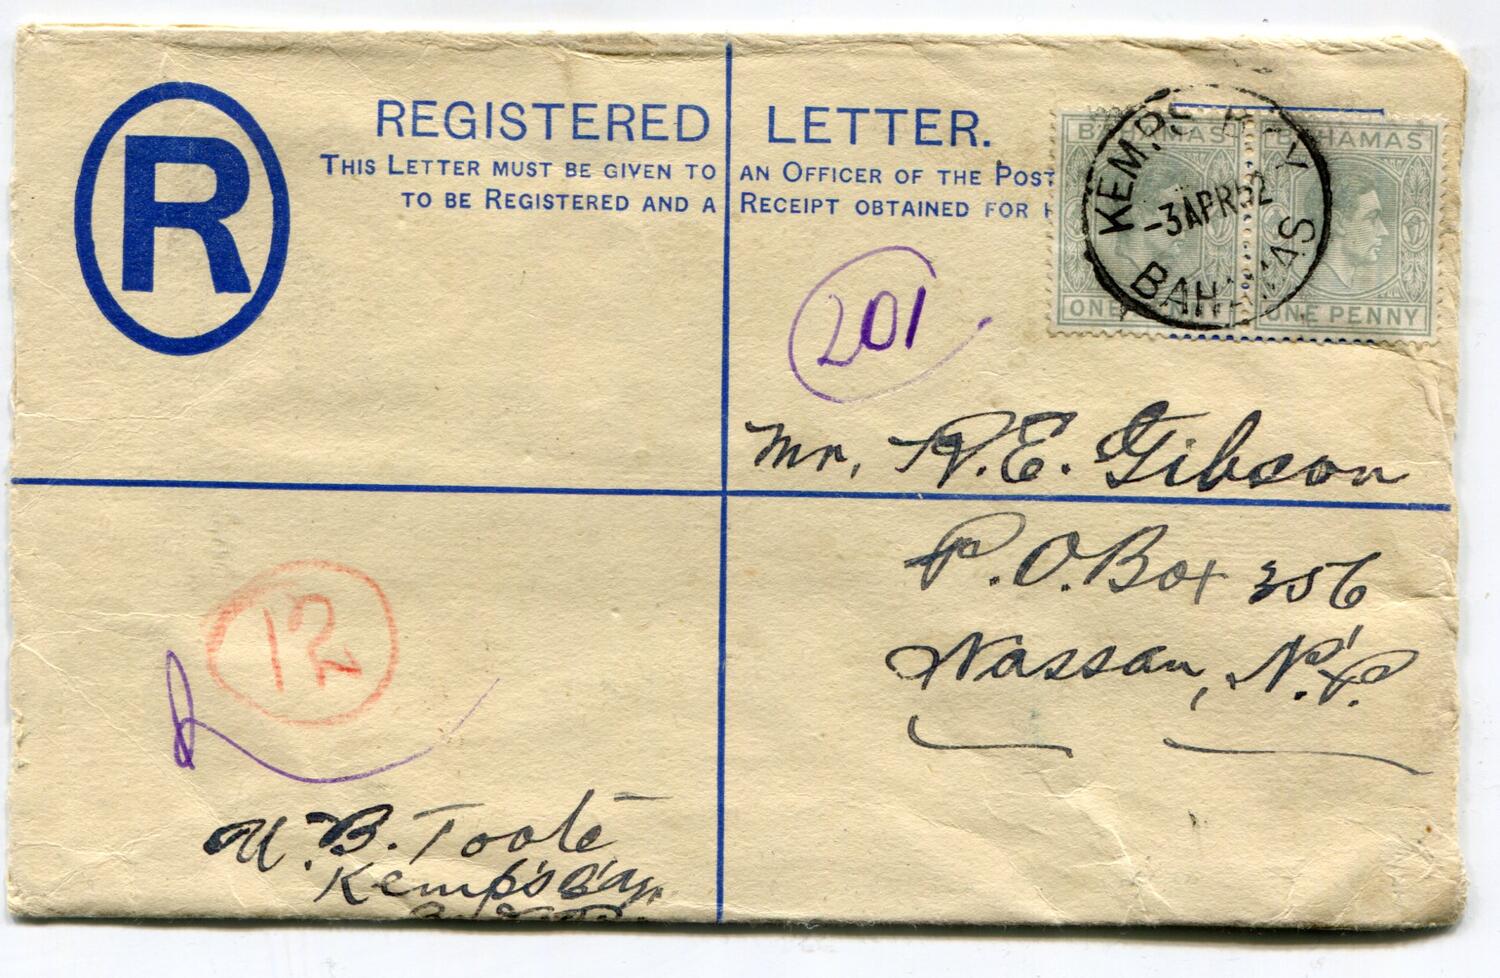 R
REGISTERED LETTER.
THIS LETTER MUST BE GIVEN TO AN OFFICER OF THE POST
TO BE REGISTERED AND A RECEIPT OBTAINED FOR
BAHAMAS BAHAMAS
ONE PENNY ONE PENNY
KEMPS BAY
-3APR52
BAHAMAS
201
Mr. R.E. Gibson
P.O. Box 356
Nassau, N.P.
12
R
W.B. Toote
Kemp's Bay